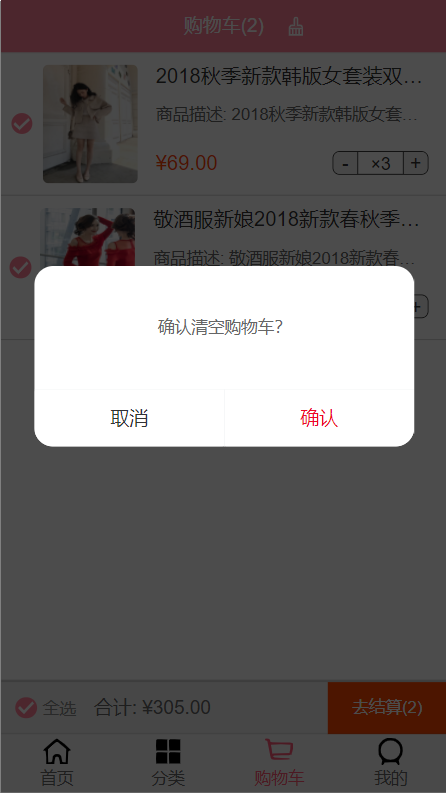 购物车(2)
2018秋季新款韩版女套装双...
商品描述: 2018秋季新款韩版女套...
¥69.00
- ×3 +
敬酒服新娘2018新款春秋季...
商品描述: 敬酒服新娘2018新款春...
+
确认清空购物车?
取消 确认
全选 合计: ¥305.00 去结算(2)
首页 分类 购物车 我的